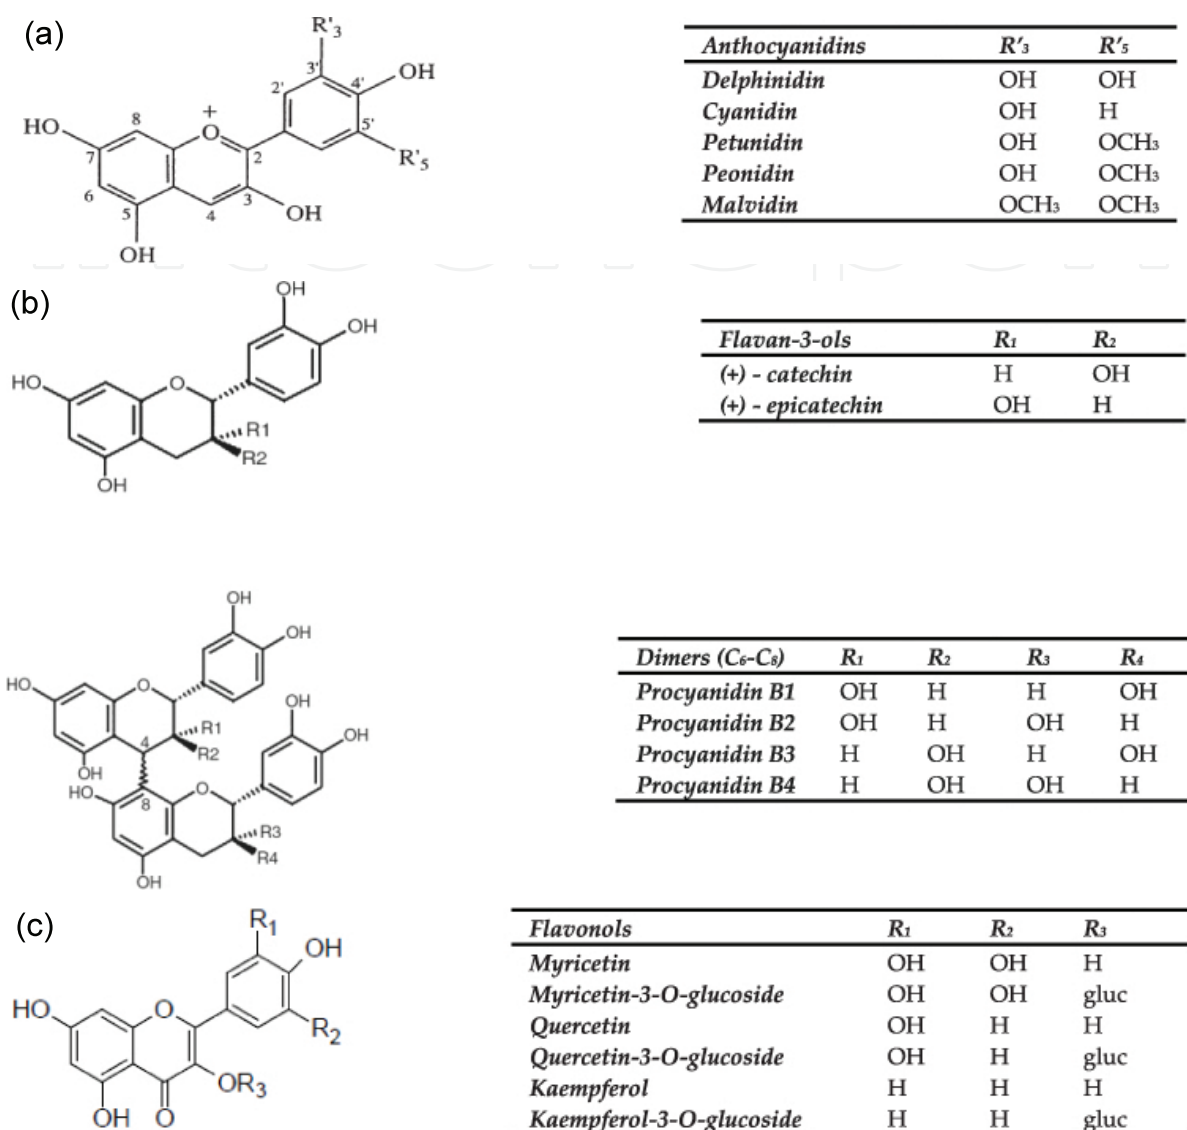 (a)
R'3
3'
2'
4'
OH
HO
8
+
O
5'
7
2
R'5
6
3
5
4
OH
OH
Anthocyanidins R'3 R'5
Delphinidin OH OH
Cyanidin OH H
Petunidin OH OCH3
Peonidin OH OCH3
Malvidin OCH3 OCH3
(b)
OH
OH
HO
O
R1
R2
OH
Flavan-3-ols R1 R2
(+) - catechin H OH
(+) - epicatechin OH H
OH
OH
HO
O
OH
R1
4
R2
OH
OH
HO
O
8
R3
R4
OH
Dimers (C6-C8) R1 R2 R3 R4
Procyanidin B1 OH H H OH
Procyanidin B2 OH H OH H
Procyanidin B3 H OH H OH
Procyanidin B4 H OH OH H
(c)
R1
OH
HO
O
R2
OR3
OH
O
Flavonols R1 R2 R3
Myricetin OH OH H
Myricetin-3-O-glucoside OH OH gluc
Quercetin OH H H
Quercetin-3-O-glucoside OH H gluc
Kaempferol H H H
Kaempferol-3-O-glucoside H H gluc